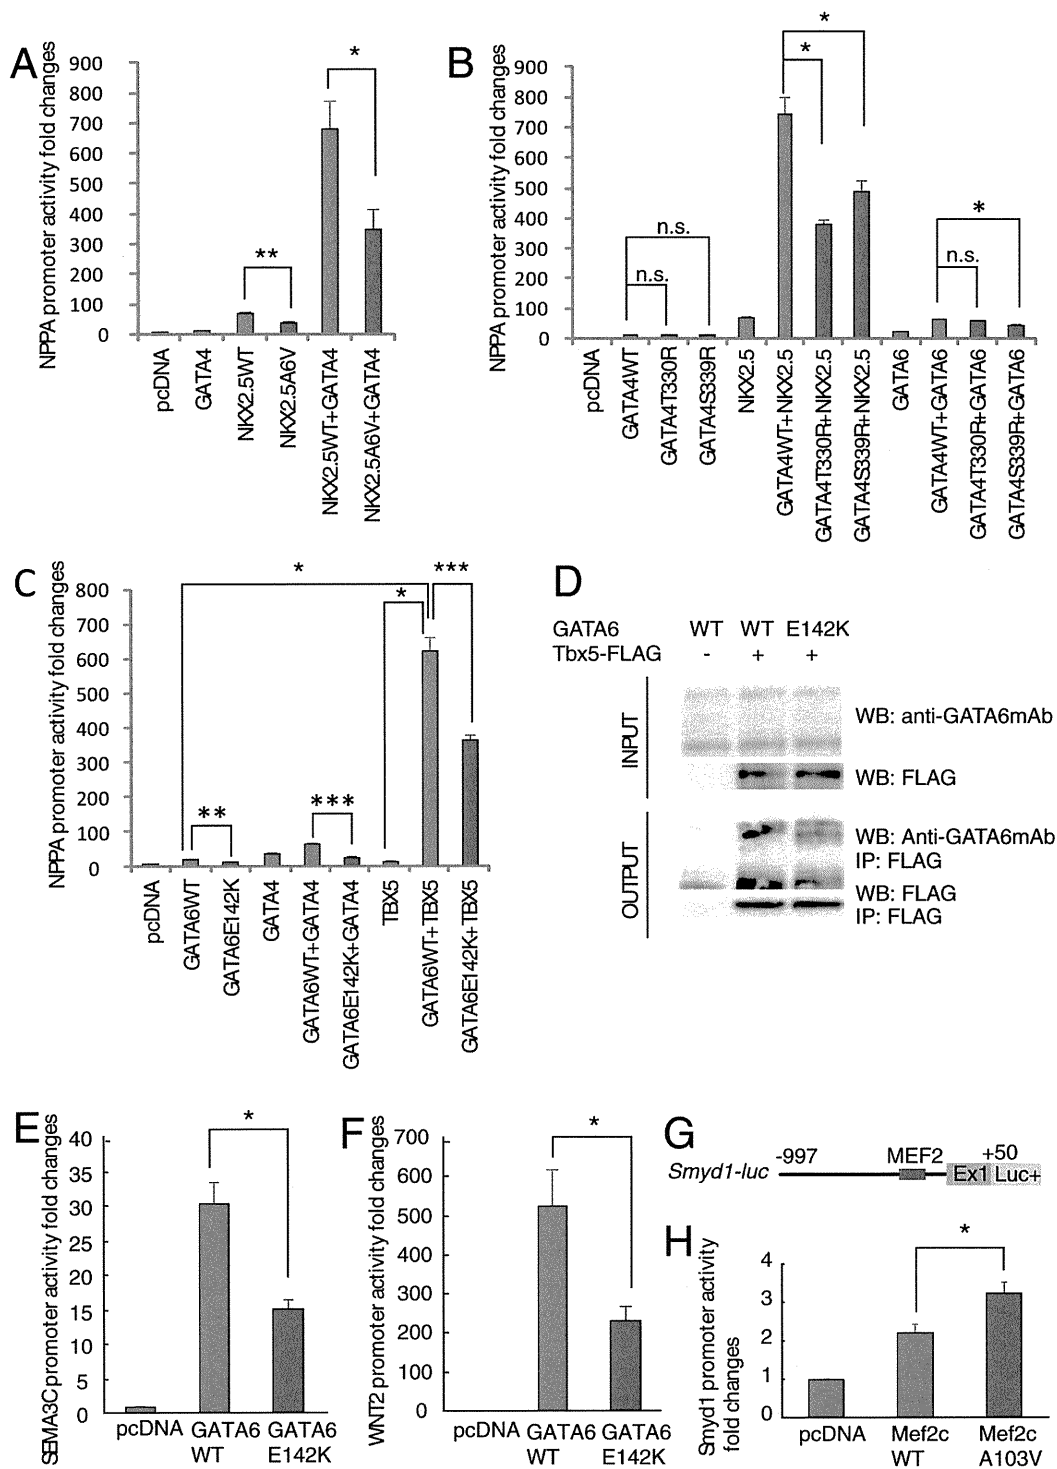 A
NPPA promoter activity fold changes
900
800
700
600
500
400
300
200
100
0
**
*
pcDNA
GATA4
NKX2.5WT
NKX2.5A6V
NKX2.5WT+GATA4
NKX2.5A6V+GATA4
B
NPPA promoter activity fold changes
900
800
700
600
500
400
300
200
100
0
n.s.
n.s.
*
*
n.s.
*
pcDNA
GATA4WT
GATA4T330R
GATA4S339R
NKX2.5
GATA4WT+NKX2.5
GATA4T330R+NKX2.5
GATA4S339R+NKX2.5
GATA6
GATA4WT+GATA6
GATA4T330R+GATA6
GATA4S339R+GATA6
C
NPPA promoter activity fold changes
800
700
600
500
400
300
200
100
0
*
***
*
**
***
pcDNA
GATA6WT
GATA6E142K
GATA4
GATA6WT+GATA4
GATA6E142K+GATA4
TBX5
GATA6WT+TBX5
GATA6E142K+TBX5
D
GATA6 WT WT E142K
Tbx5-FLAG - + +
INPUT
WB: anti-GATA6mAb
WB: FLAG
OUTPUT
WB: Anti-GATA6mAb
IP: FLAG
WB: FLAG
IP: FLAG
E
SEMA3C promoter activity fold changes
40
35
30
25
20
15
10
5
0
*
pcDNA GATA6 GATA6
WT E142K
F
WNT2 promoter activity fold changes
700
600
500
400
300
200
100
0
*
pcDNA GATA6 GATA6
WT E142K
G
-997 MEF2 +50
Smyd1-luc Ex1 Luc+
H
Smyd1 promoter activity
fold changes
4
3
2
1
0
*
pcDNA Mef2c Mef2c
WT A103V